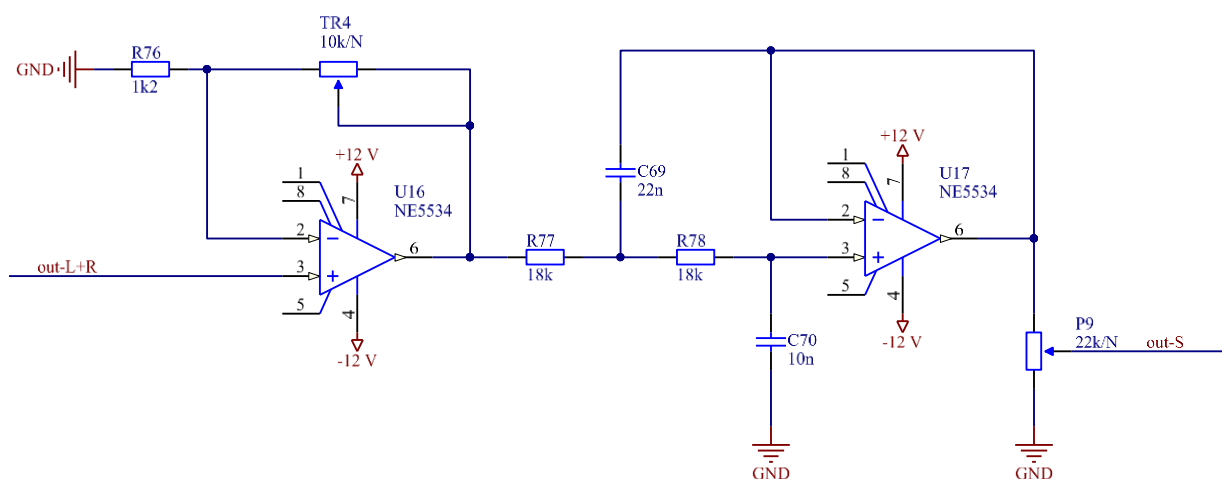 TR4
10k/N
R76
GND
1k2
+12 V
1
8
7
U16
NE5534
2
6
out-L+R
3
5
4
-12 V
C69
22n
R77
18k
R78
18k
+12 V
1
8
7
U17
NE5534
2
6
3
5
4
-12 V
C70
10n
P9
22k/N
out-S
GND
GND